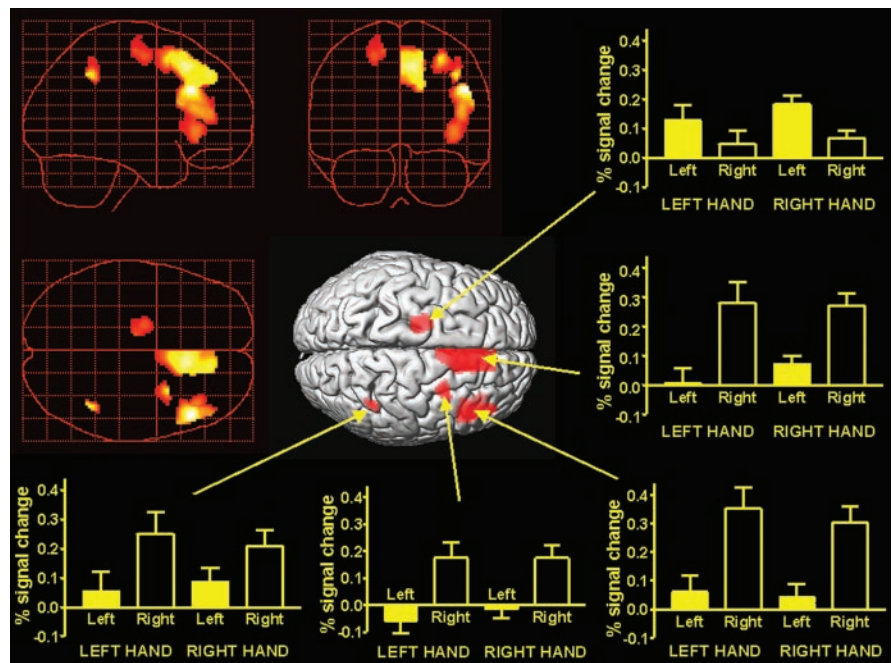 % signal change
0.4
0.3
0.2
0.1
0.0
-0.1
Left Right Left Right
LEFT HAND RIGHT HAND
% signal change
0.4
0.3
0.2
0.1
0.0
-0.1
Left Right Left Right
LEFT HAND RIGHT HAND
% signal change
0.4
0.3
0.2
0.1
0.0
-0.1
Left Right Left Right
LEFT HAND RIGHT HAND
% signal change
0.4
0.3
0.2
0.1
0.0
-0.1
Left Left
Right Right
LEFT HAND RIGHT HAND
% signal change
0.4
0.3
0.2
0.1
0.0
-0.1
Left Right Left Right
LEFT HAND RIGHT HAND